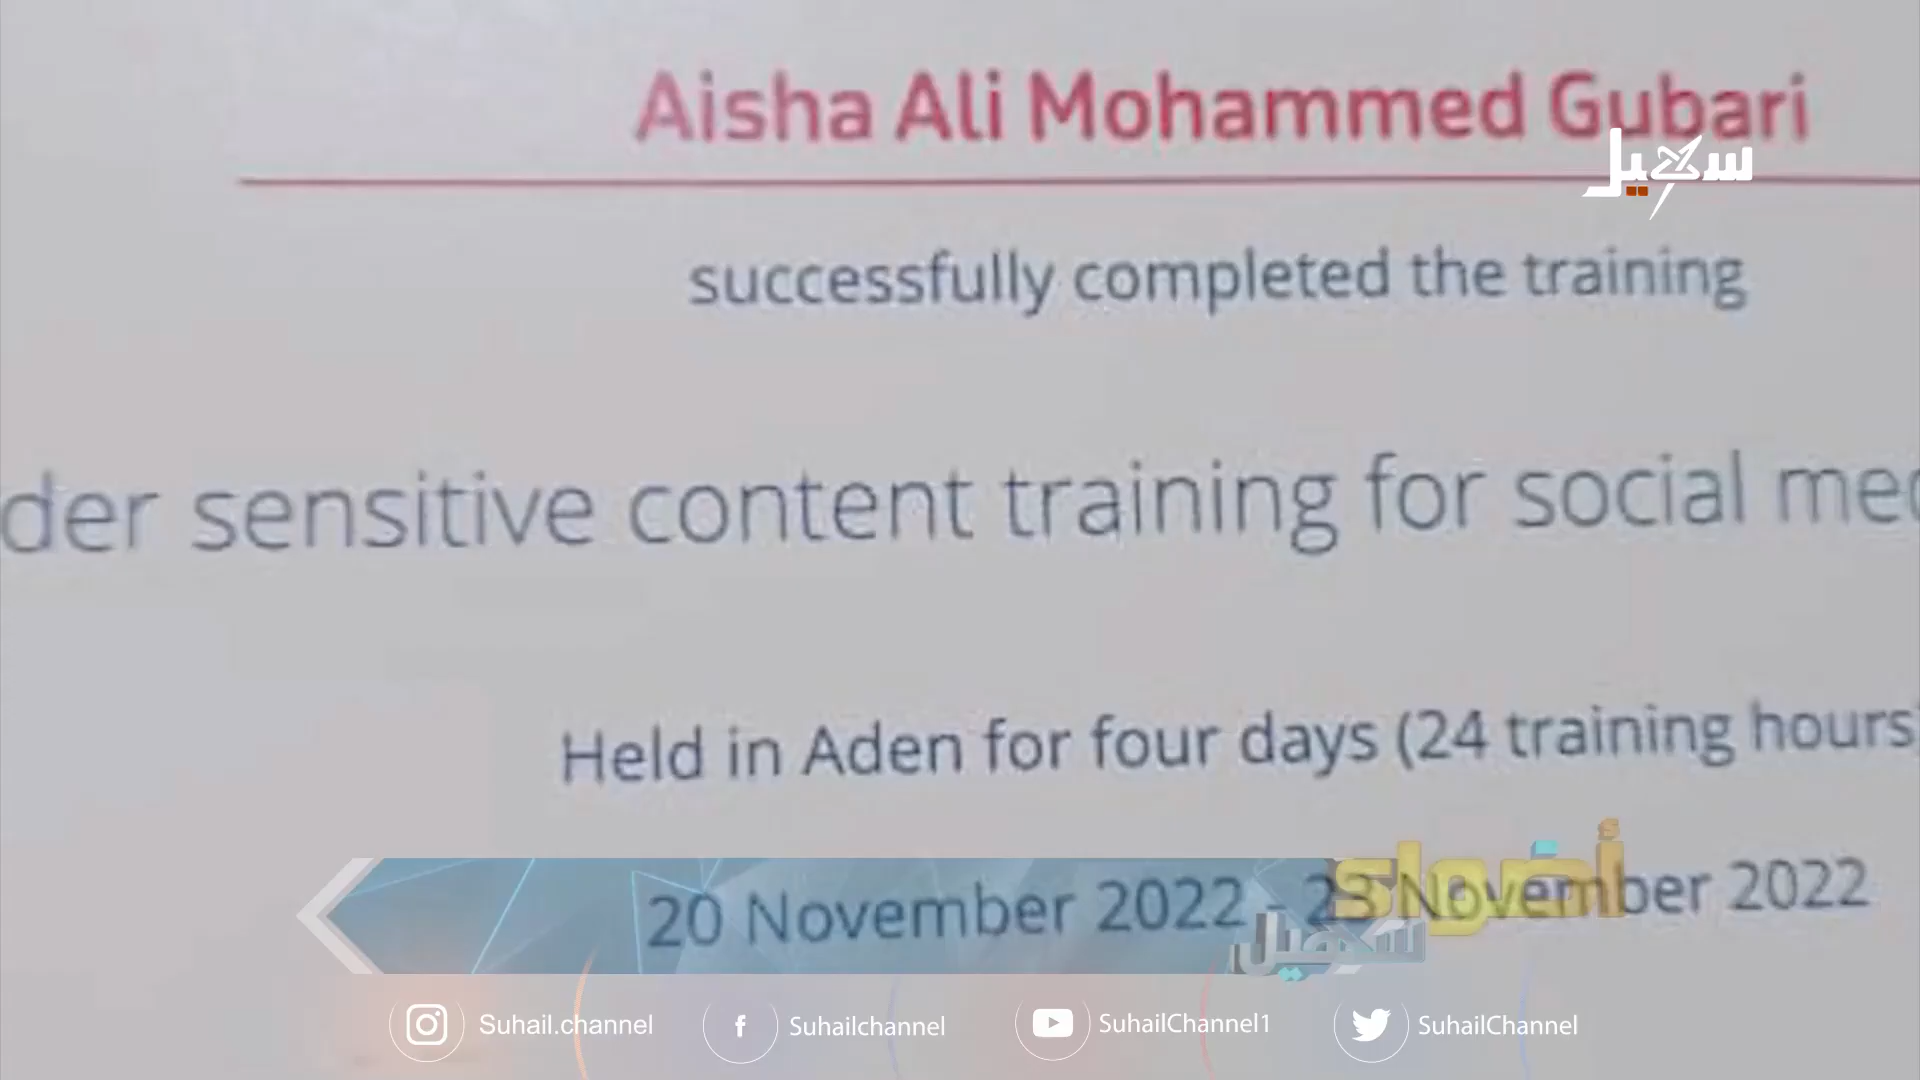 Aisha Ali Mohammed Gubari
سهيل
successfully completed the training
der sensitive content training for social med
Held in Aden for four days (24 training hours)
أضواء
20 November 2022 - 23 November 2022
سهيل
Suhail.channel
Suhailchannel
SuhailChannel1
SuhailChannel